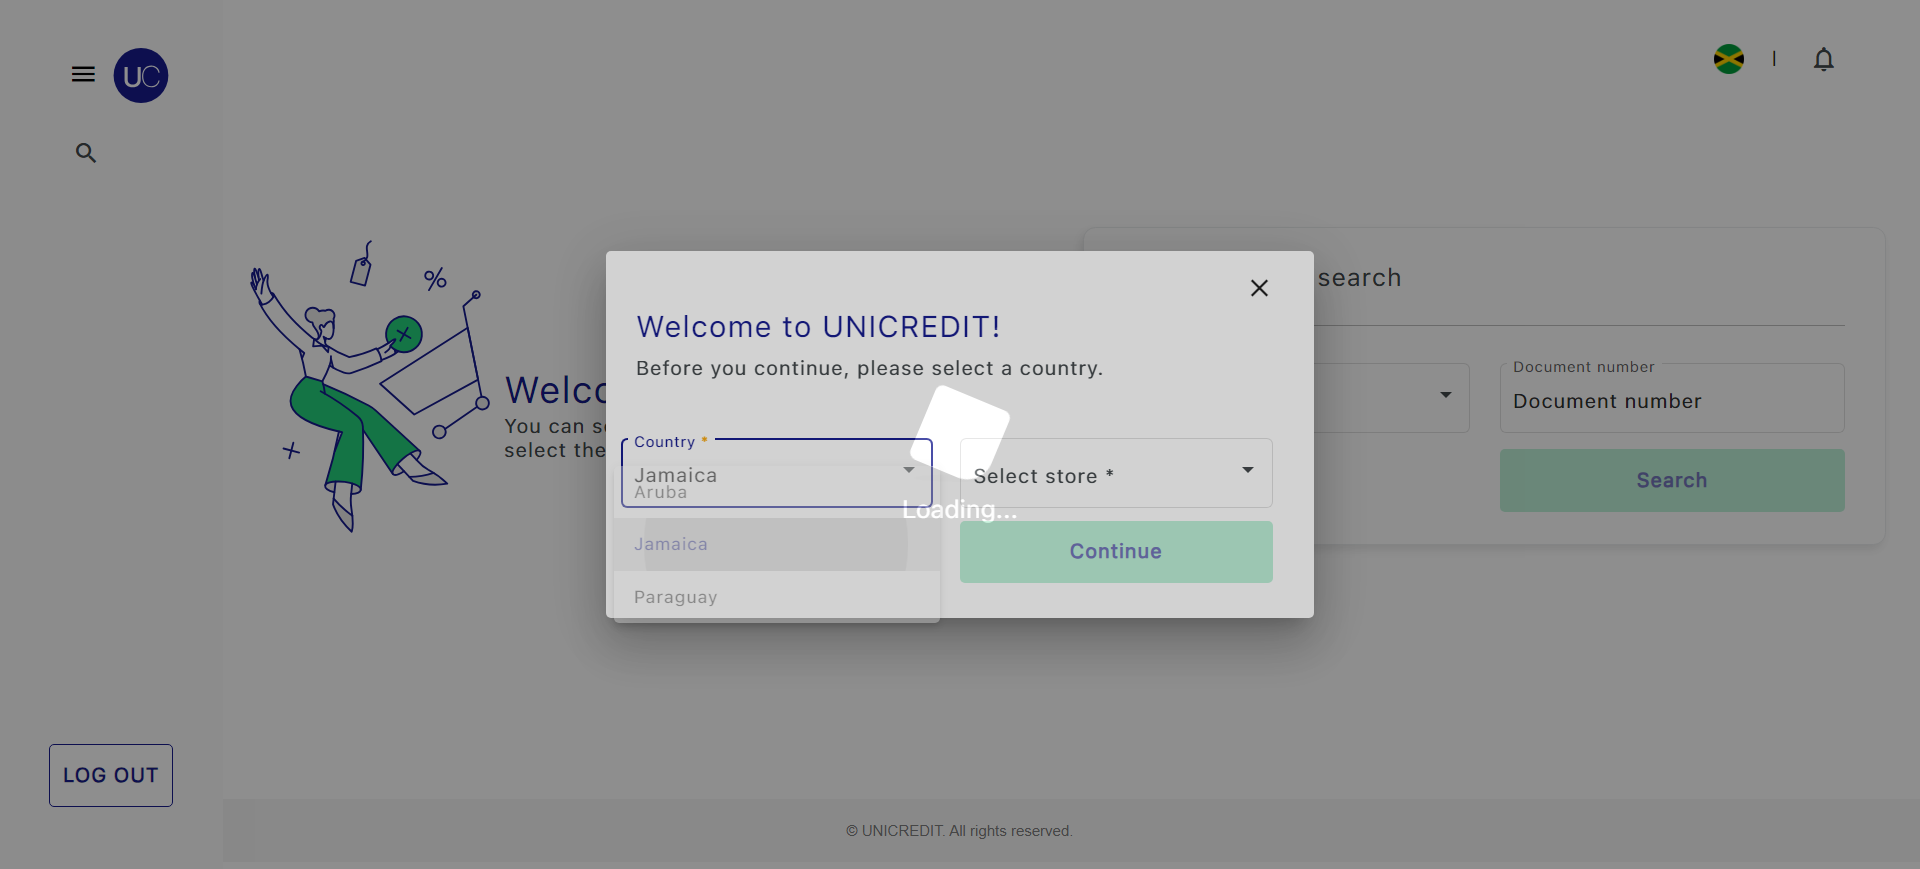 UC
search
Welcome to UNICREDIT!
Before you continue, please select a country.
Document number
Document number
Welco
You can s
select the
Country *
Jamaica
Select store *
Aruba
Loading...
Search
Jamaica
Continue
Paraguay
LOG OUT
© UNICREDIT. All rights reserved.